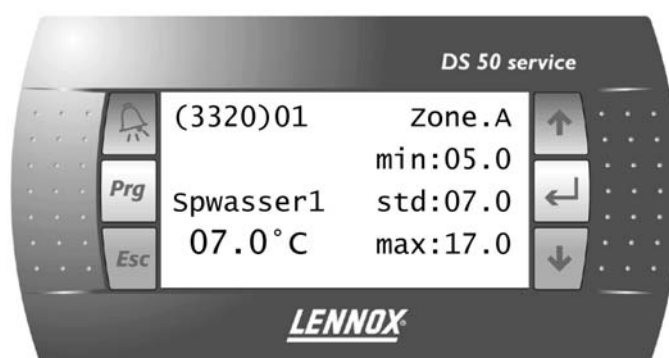 DS 50 service
(3320)01 Zone.A
min:05.0
Prg
Spwasser1 std:07.0
07.0°C max:17.0
Esc
LENNOX